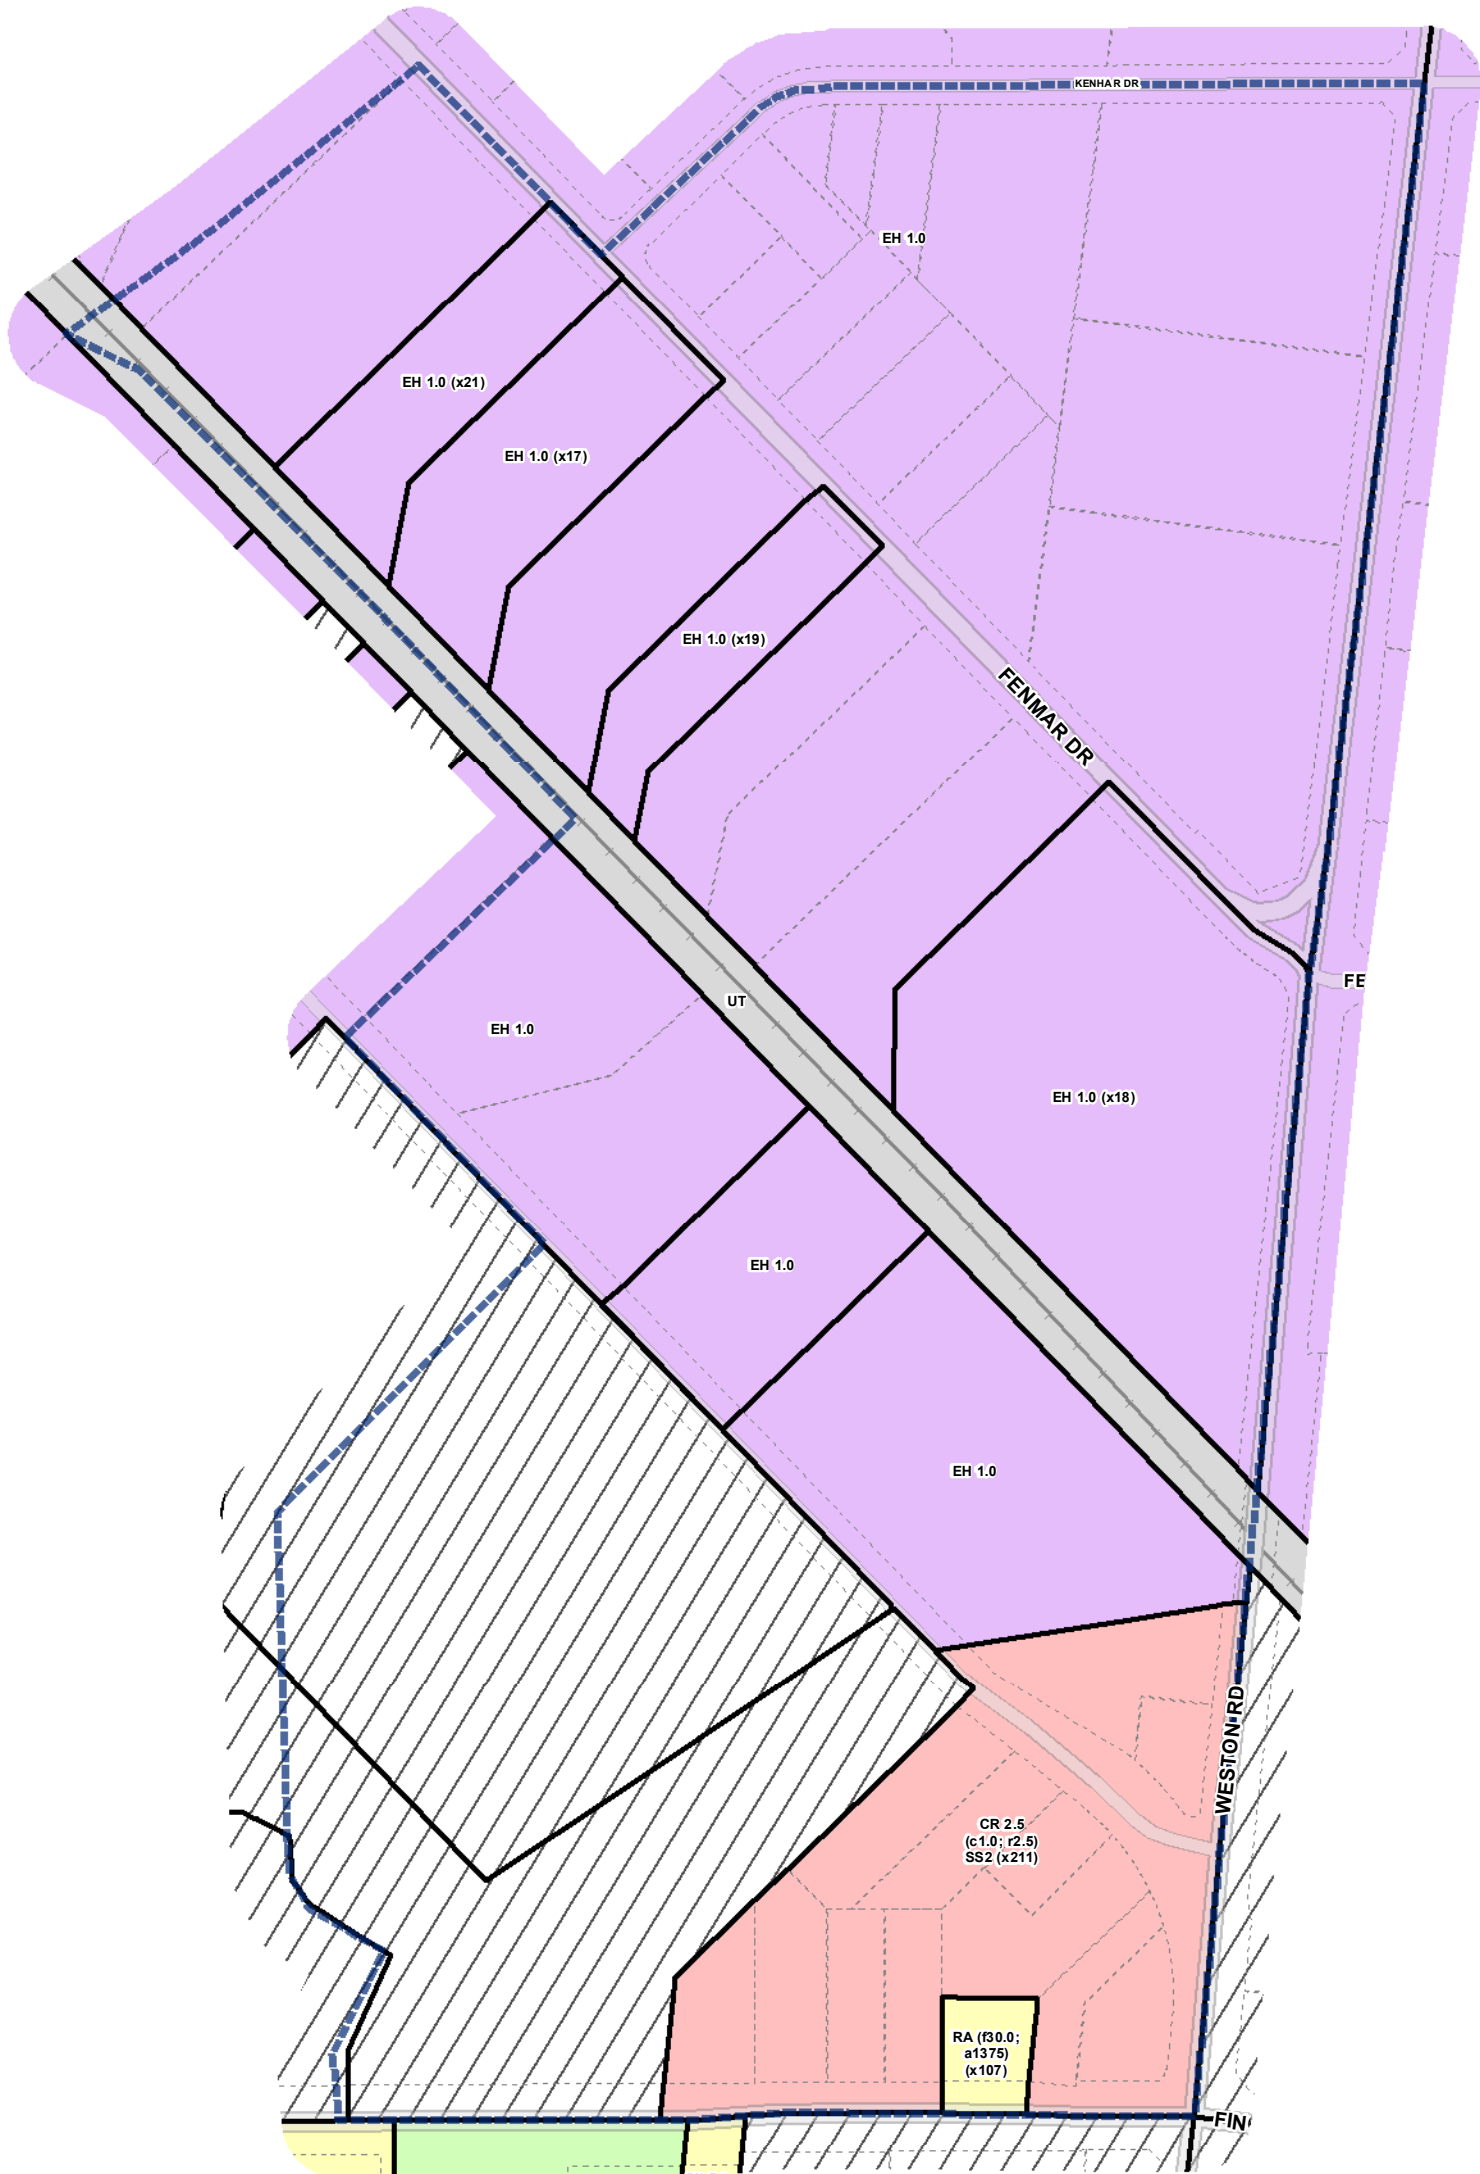 KENHAR DR
EH 1.0
EH 1.0 (x21)
EH 1.0 (x17)
EH 1.0 (x19)
FENMAR DR
FE
UT
EH 1.0
EH 1.0 (x18)
EH 1.0
EH 1.0
WESTON RD
CR 2.5
(c1.0; r2.5)
SS2 (x211)
RA (f30.0;
a1375)
(x107)
FIN